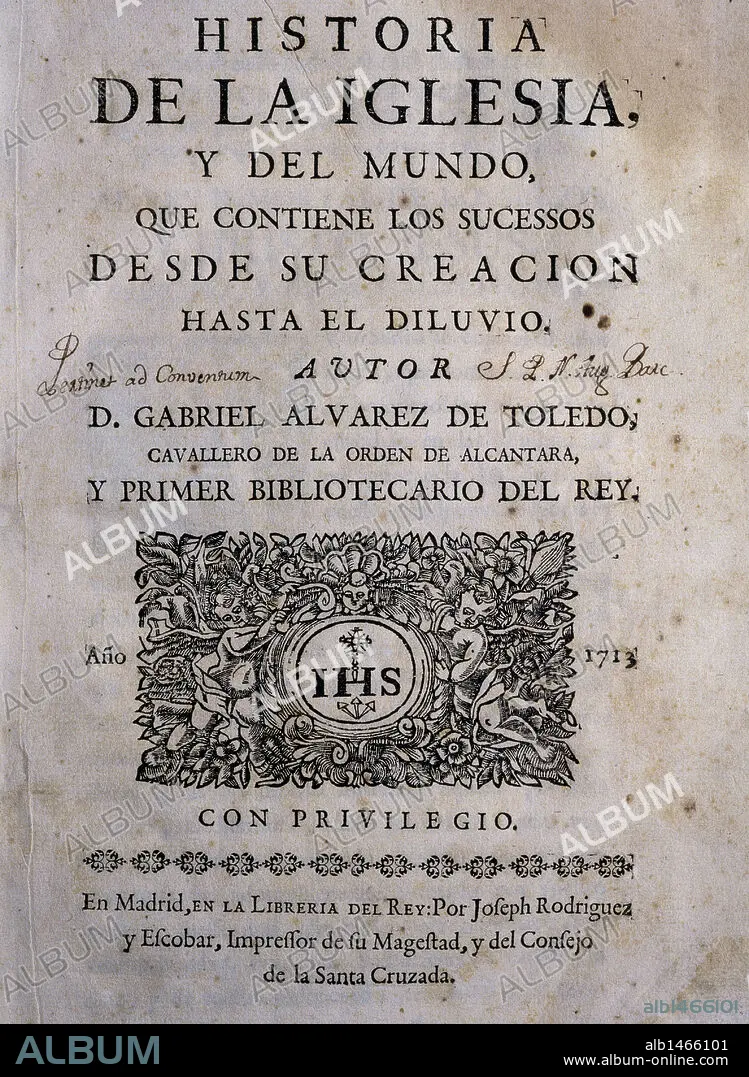 HISTORIA
DE LA IGLESIA,
Y DEL MUNDO,
QUE CONTIENE LOS SUCESSOS
DESDE SU CREACION
HASTA EL DILUVIO.
ad Conventum AVTOR S P. N. Aug
D. GABRIEL ALVAREZ DE TOLEDO,
CAVALLERO DE LA ORDEN DE ALCANTARA,
Y PRIMER BIBLIOTECARIO DEL REY.
Año 1713
IHS
CON PRIVILEGIO.
En Madrid, EN LA LIBRERIA DEL REY: Por Joſeph Rodriguez
y Eſcobar, Impreſſor de ſu Mageſtad, y del Conſejo
de la Santa Cruzada.
alb1466101
ALBUM
alb1466101
www.album-online.com